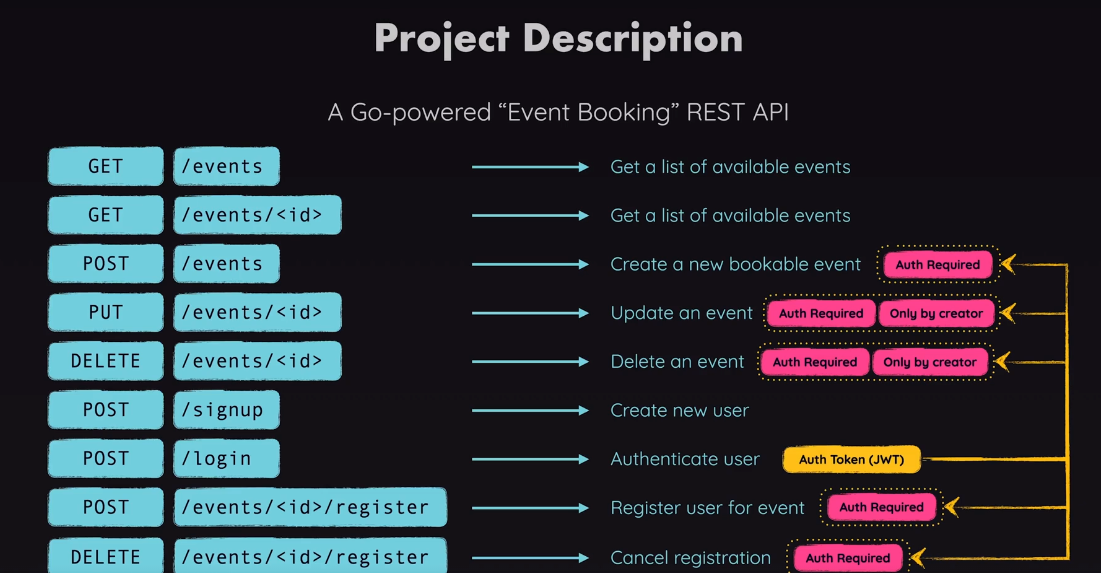 Project Description
A Go-powered “Event Booking” REST API
GET /events Get a list of available events
GET /events/<id> Get a list of available events
POST /events Create a new bookable event Auth Required
PUT /events/<id> Update an event Auth Required Only by creator
DELETE /events/<id> Delete an event Auth Required Only by creator
POST /signup Create new user
POST /login Authenticate user Auth Token (JWT)
POST /events/<id>/register Register user for event Auth Required
DELETE /events/<id>/register Cancel registration Auth Required